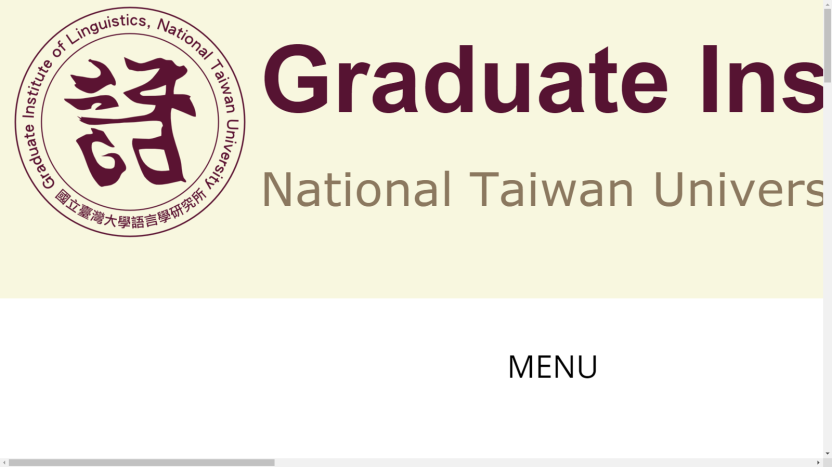 Graduate Institute of Linguistics, National Taiwan University
語
國立臺灣大學語言學研究所
Graduate Ins
National Taiwan Univers
MENU